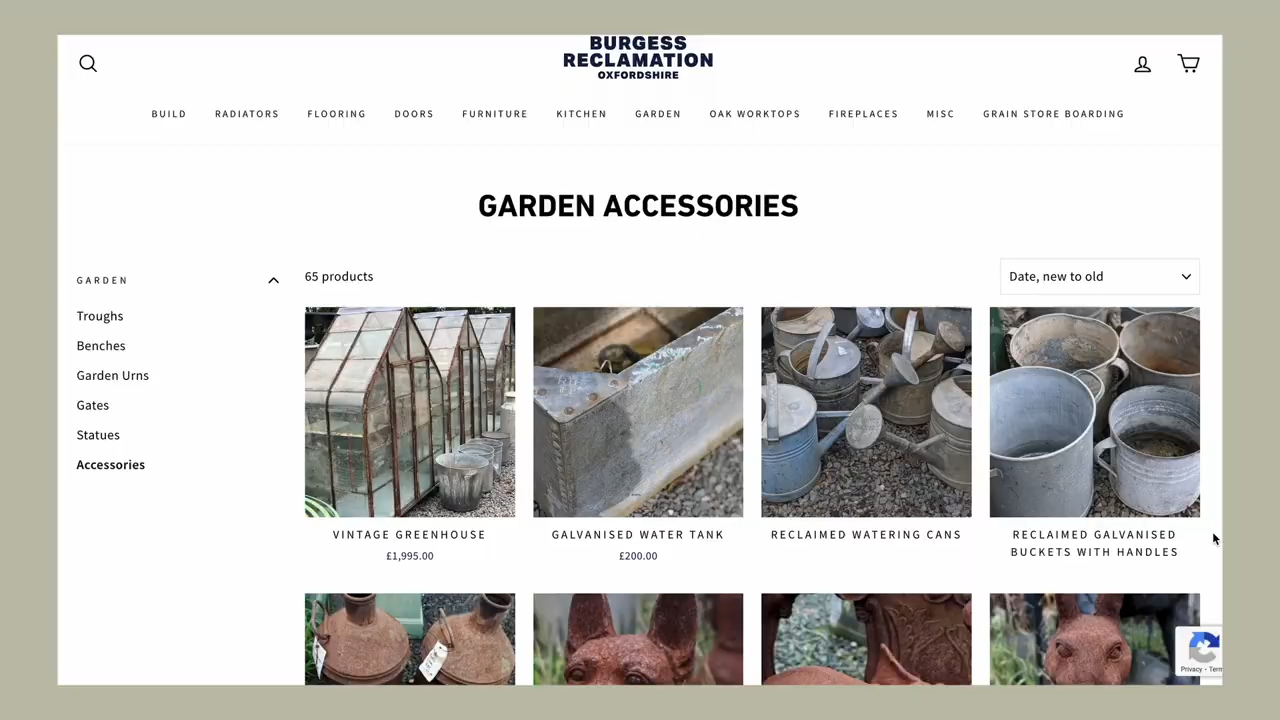 BURGESS
RECLAMATION
OXFORDSHIRE
BUILD RADIATORS FLOORING DOORS FURNITURE KITCHEN GARDEN OAK WORKTOPS FIREPLACES MISC GRAIN STORE BOARDING
GARDEN ACCESSORIES
GARDEN
65 products
Date, new to old
Troughs
Benches
Garden Urns
Gates
Statues
Accessories
VINTAGE GREENHOUSE
£1,995.00
GALVANISED WATER TANK
£200.00
RECLAIMED WATERING CANS
RECLAIMED GALVANISED
BUCKETS WITH HANDLES
Privacy - Term